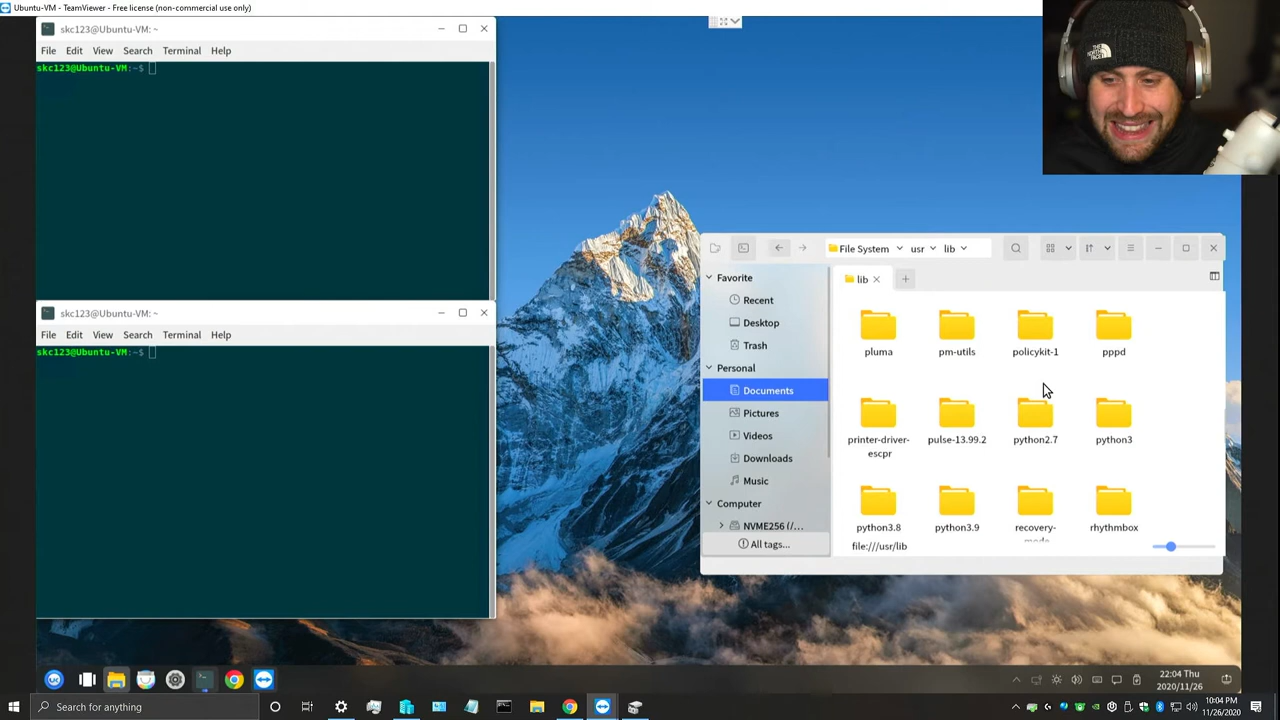 Ubuntu-VM - TeamViewer - Free license (non-commercial use only)
skc123@Ubuntu-VM: ~
File Edit View Search Terminal Help
skc123@Ubuntu-VM:~$
skc123@Ubuntu-VM: ~
File Edit View Search Terminal Help
skc123@Ubuntu-VM:~$
THE NORTH FACE
File System usr lib
lib
Favorite
Recent
Desktop
Trash
Personal
Documents
Pictures
Videos
Downloads
Music
Computer
NVME256 (/...
All tags...
pluma pm-utils policykit-1 pppd
printer-driver-escpr pulse-13.99.2 python2.7 python3
python3.8 python3.9 recovery-mode rhythmbox
file:///usr/lib
22:04 Thu
2020/11/26
Search for anything
10:04 PM
11/26/2020